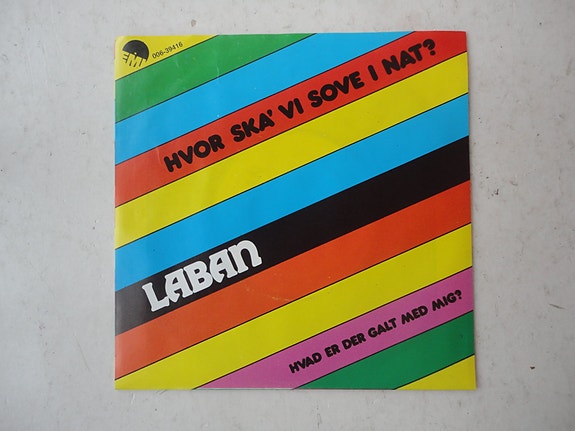 EMI
006-39416
HVOR SKA' VI SOVE I NAT?
LABAN
HVAD ER DER GALT MED MIG?